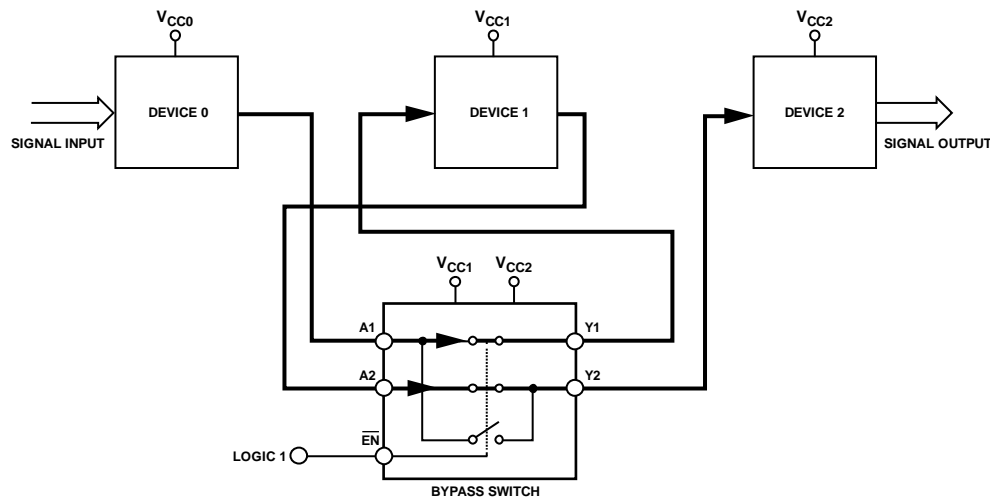 VCC0
VCC1
VCC2
DEVICE 0
DEVICE 1
DEVICE 2
SIGNAL INPUT
SIGNAL OUTPUT
VCC1
VCC2
A1
Y1
A2
Y2
EN
LOGIC 1
BYPASS SWITCH